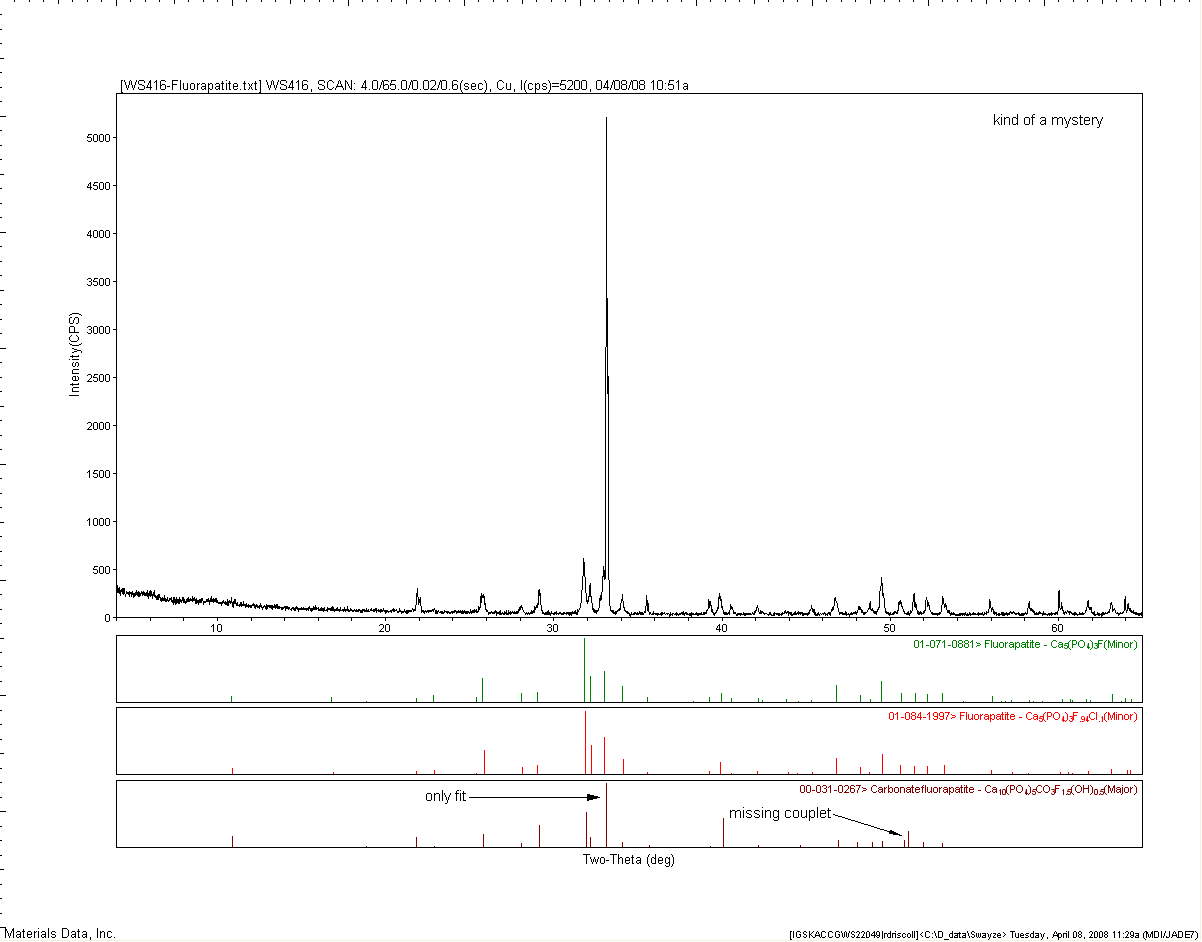 [WS416-Fluorapatite.txt] WS416, SCAN: 4.0/65.0/0.02/0.6(sec), Cu, I(cps)=5200, 04/08/08 10:51a
kind of a mystery
5000
4500
4000
3500
3000
2500
2000
1500
1000
500
0
Intensity(CPS)
10 20 30 40 50 60
01-071-0881> Fluorapatite - Ca5(PO4)3F(Minor)
01-084-1997> Fluorapatite - Ca5(PO4)3F.94Cl.1(Minor)
00-031-0267> Carbonatefluorapatite - Ca10(PO4)5CO3F1.5(OH)0.5(Major)
only fit
missing couplet
Two-Theta (deg)
Materials Data, Inc.
[IGSKACCGWS22049|rdriscoll]<C:\D_data\Swayze> Tuesday, April 08, 2008 11:29a (MDI/JADE7)